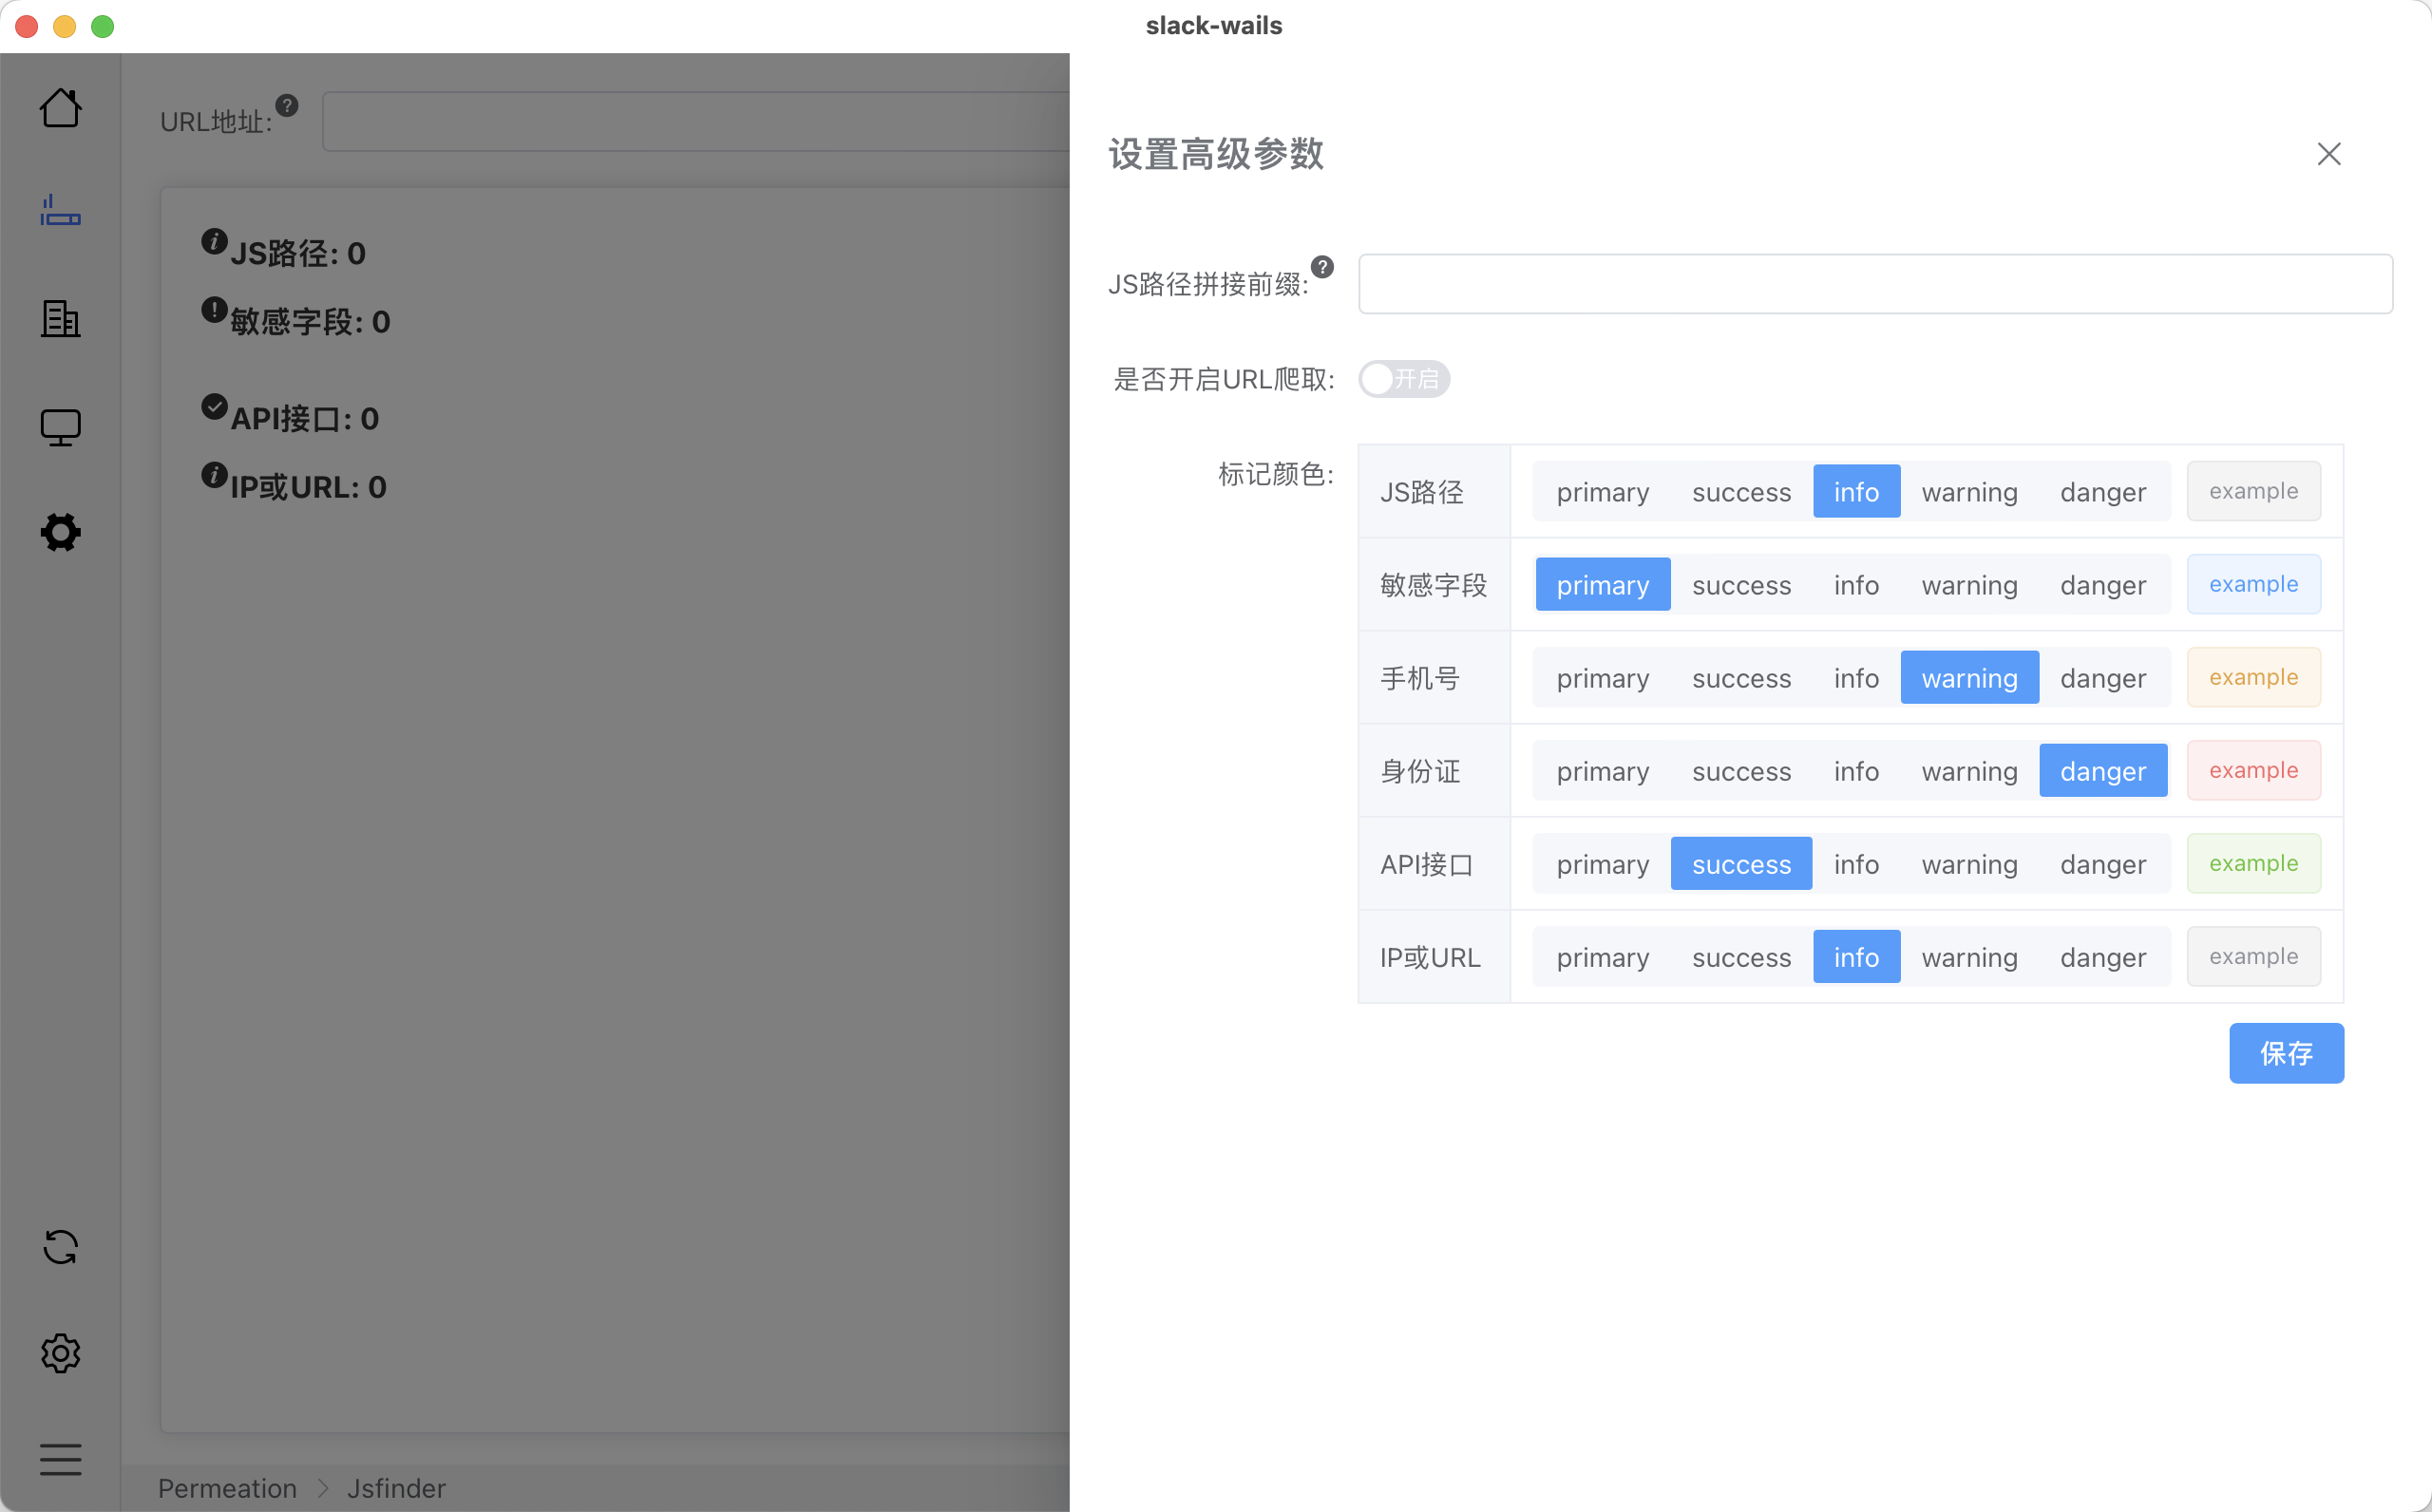 slack-wails
URL地址:
JS路径: 0
敏感字段: 0
API接口: 0
IP或URL: 0
Permeation > Jsfinder
设置高级参数
JS路径拼接前缀:
是否开启URL爬取: 开启
标记颜色:
JS路径 primary success info warning danger example
敏感字段 primary success info warning danger example
手机号 primary success info warning danger example
身份证 primary success info warning danger example
API接口 primary success info warning danger example
IP或URL primary success info warning danger example
保存